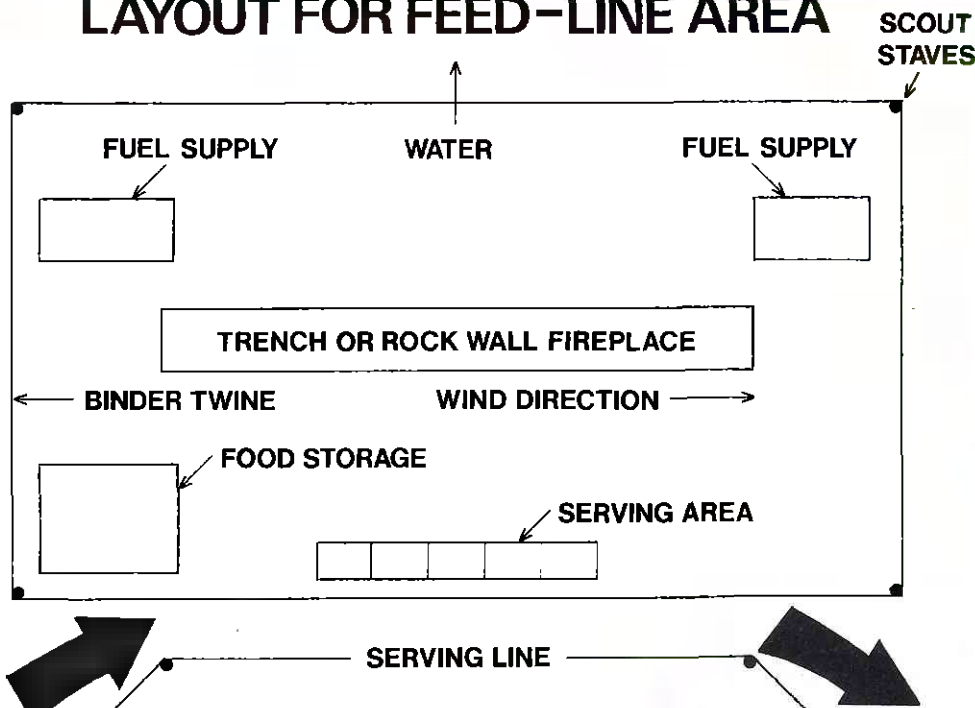 LAYOUT FOR FEED-LINE AREA
SCOUT
STAVES
FUEL SUPPLY
WATER
FUEL SUPPLY
TRENCH OR ROCK WALL FIREPLACE
BINDER TWINE
WIND DIRECTION
FOOD STORAGE
SERVING AREA
SERVING LINE